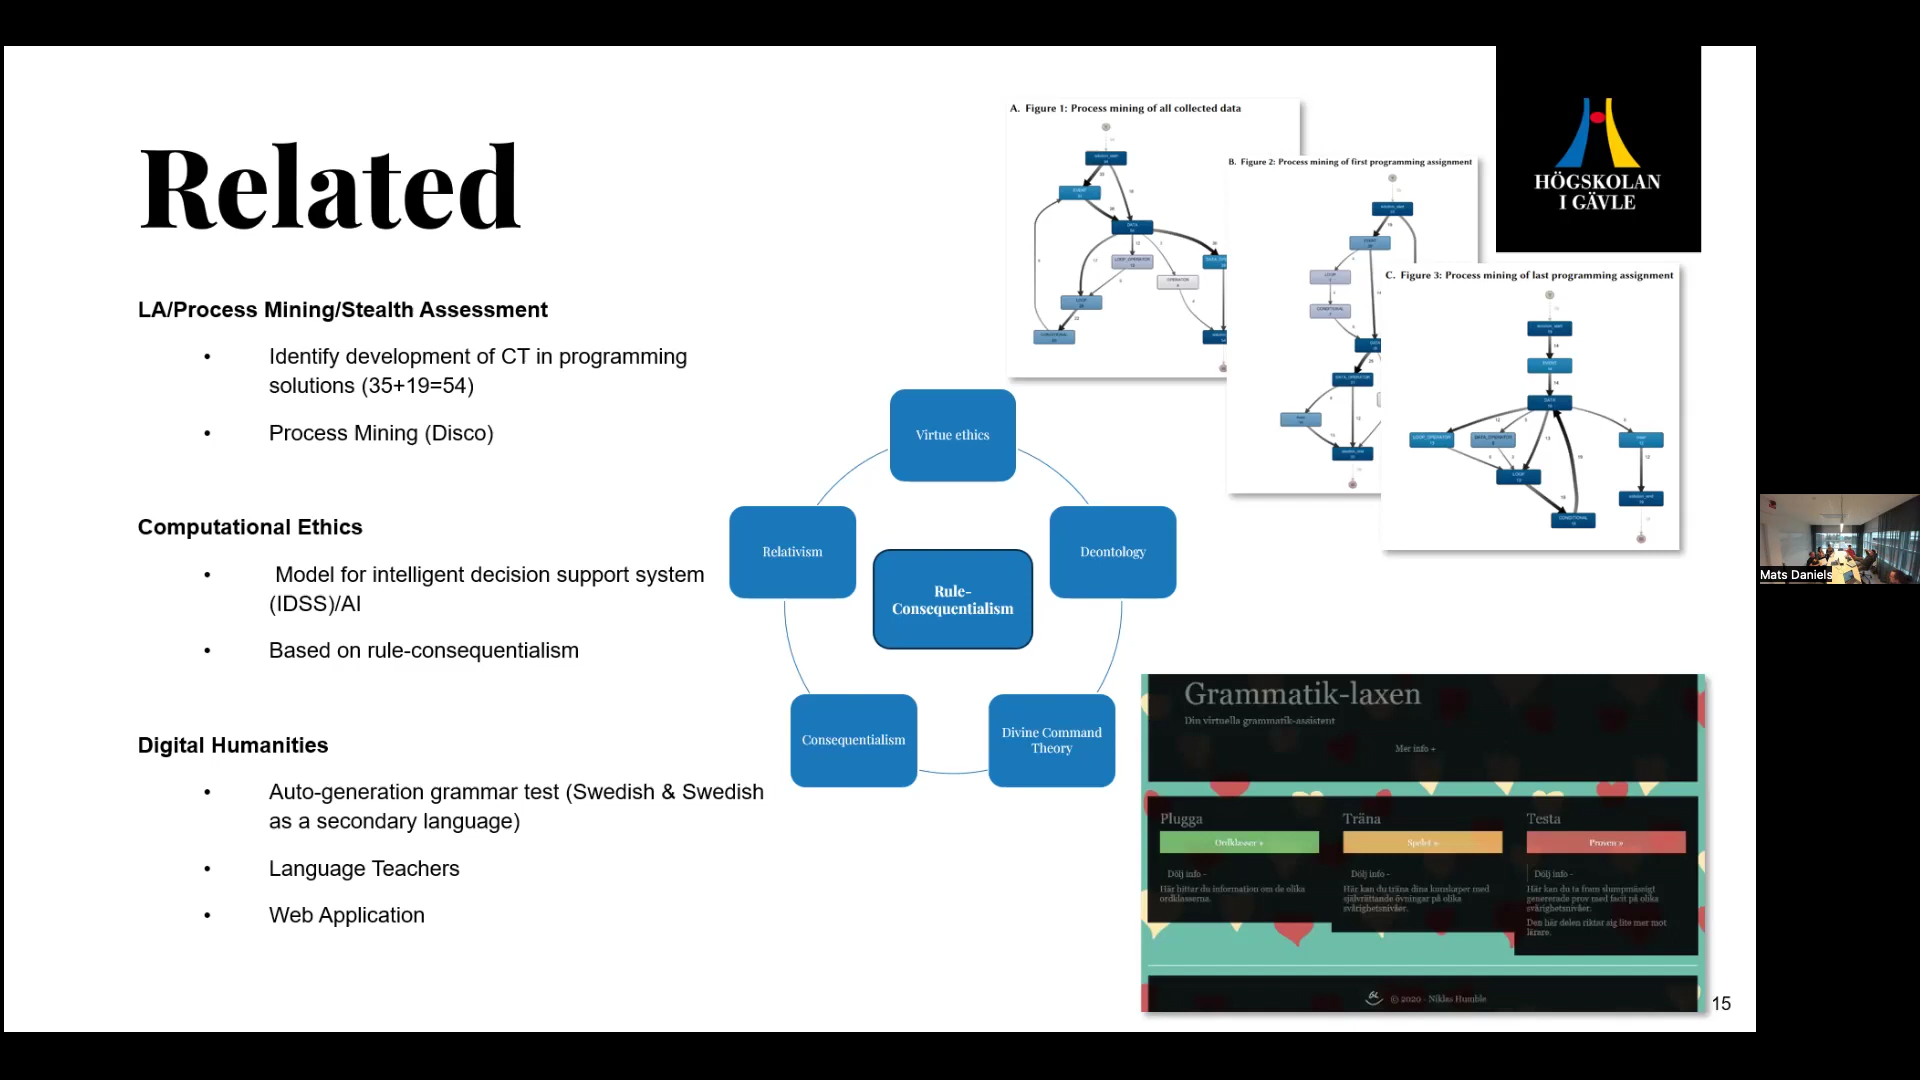 Related
LA/Process Mining/Stealth Assessment
• Identify development of CT in programming
solutions (35+19=54)
• Process Mining (Disco)
Computational Ethics
• Model for intelligent decision support system
(IDSS)/AI
• Based on rule-consequentialism
Digital Humanities
• Auto-generation grammar test (Swedish & Swedish
as a secondary language)
• Language Teachers
• Web Application
Virtue ethics
Relativism
Deontology
Rule-
Consequentialism
Consequentialism
Divine Command
Theory
A. Figure 1: Process mining of all collected data
B. Figure 2: Process mining of first programming assignment
C. Figure 3: Process mining of last programming assignment
HÖGSKOLAN
I GÄVLE
Mats Daniels
Grammatik-laxen
Din virtuella grammatik-assistent
Mer info +
Plugga
Ordklasser »
Dölj info -
Här hittar du information om de olika
ordklasserna.
Träna
Spelet »
Dölj info -
Här kan du träna dina kunskaper med
självrättande övningar på olika
svårighetsnivåer.
Testa
Proven »
Dölj info -
Här kan du ta fram slumpmässigt
genererade prov med facit på olika
svårighetsnivåer.
Den här delen riktar sig lite mer mot
lärare.
© 2020 - Niklas Humble
15